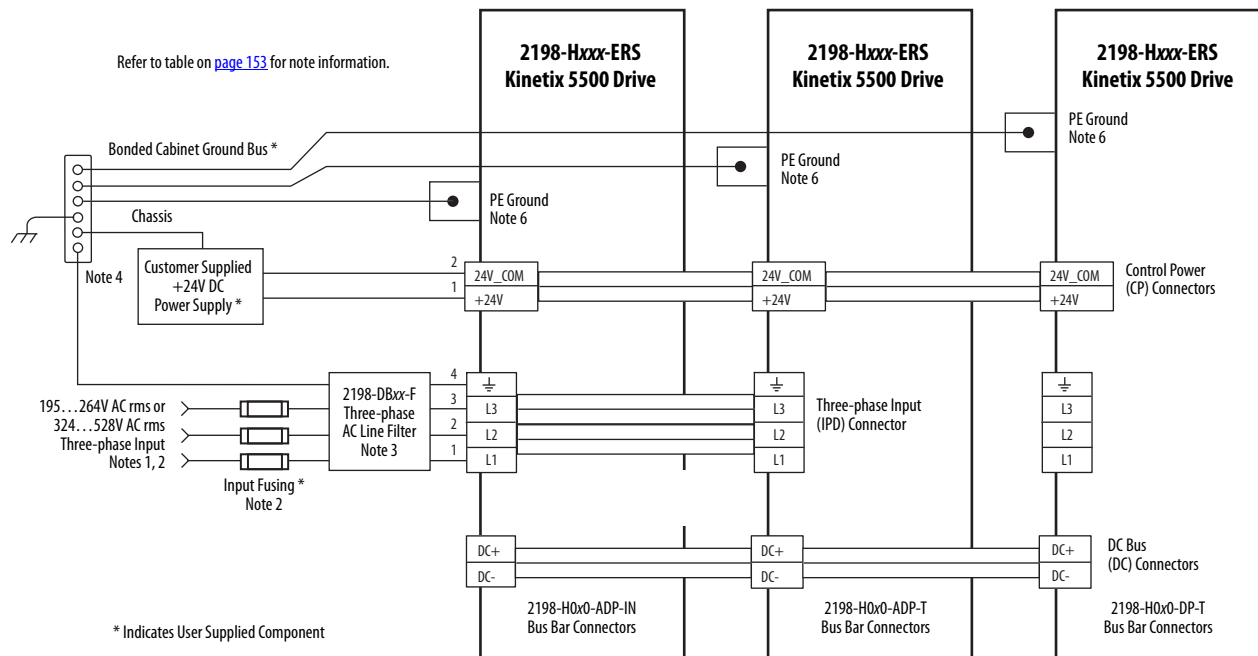 2198-Hxxx-ERS
Kinetix 5500 Drive
2198-Hxxx-ERS
Kinetix 5500 Drive
2198-Hxxx-ERS
Kinetix 5500 Drive
Refer to table on page 153 for note information.
Bonded Cabinet Ground Bus *
PE Ground
Note 6
PE Ground
Note 6
PE Ground
Note 6
Chassis
Note 4
Customer Supplied
+24V DC
Power Supply *
2
1
24V_COM
+24V
24V_COM
+24V
24V_COM
+24V
Control Power
(CP) Connectors
195…264V AC rms or
324…528V AC rms
Three-phase Input
Notes 1, 2
Input Fusing *
Note 2
2198-DBxx-F
Three-phase
AC Line Filter
Note 3
4
3
2
1
L3
L2
L1
L3
L2
L1
Three-phase Input
(IPD) Connector
L3
L2
L1
DC+
DC-
DC+
DC-
DC+
DC-
DC Bus
(DC) Connectors
2198-H0x0-ADP-IN
Bus Bar Connectors
2198-H0x0-ADP-T
Bus Bar Connectors
2198-H0x0-DP-T
Bus Bar Connectors
* Indicates User Supplied Component